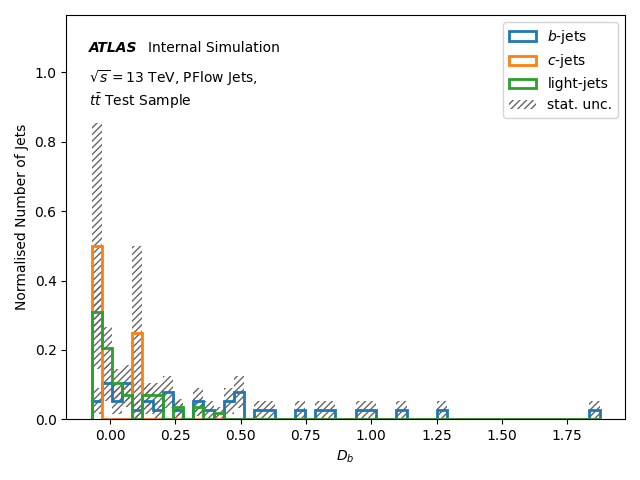 ATLAS Internal Simulation
√s = 13 TeV, PFlow Jets,
tt̄ Test Sample
b-jets
c-jets
light-jets
stat. unc.
Normalised Number of Jets
1.0
0.8
0.6
0.4
0.2
0.0
0.00 0.25 0.50 0.75 1.00 1.25 1.50 1.75
D_b